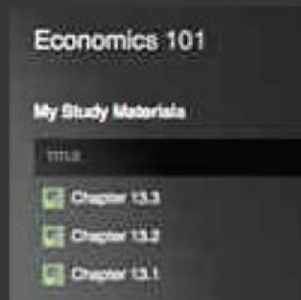 Economics 101
My Study Materials
TITLE
Chapter 13.3
Chapter 13.2
Chapter 13.1